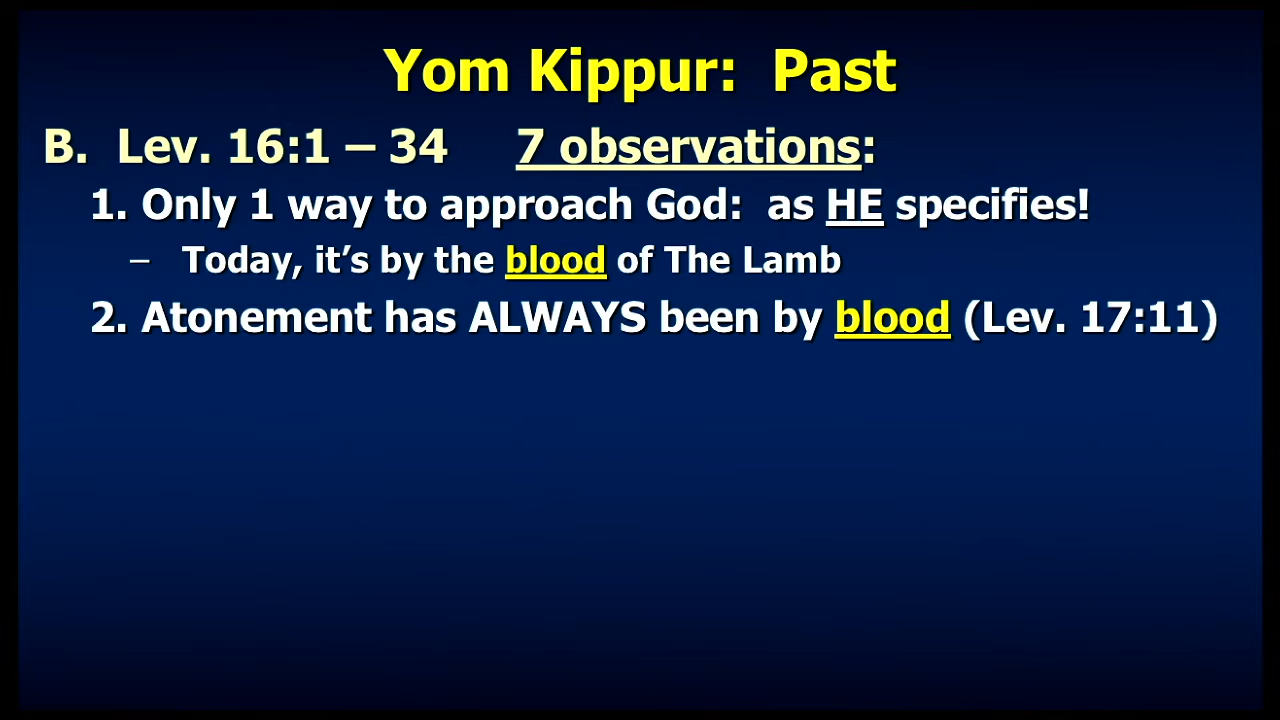 Yom Kippur:  Past
B.  Lev. 16:1 – 34     7 observations:
1. Only 1 way to approach God:  as HE specifies!
–   Today, it’s by the blood of The Lamb
2. Atonement has ALWAYS been by blood (Lev. 17:11)